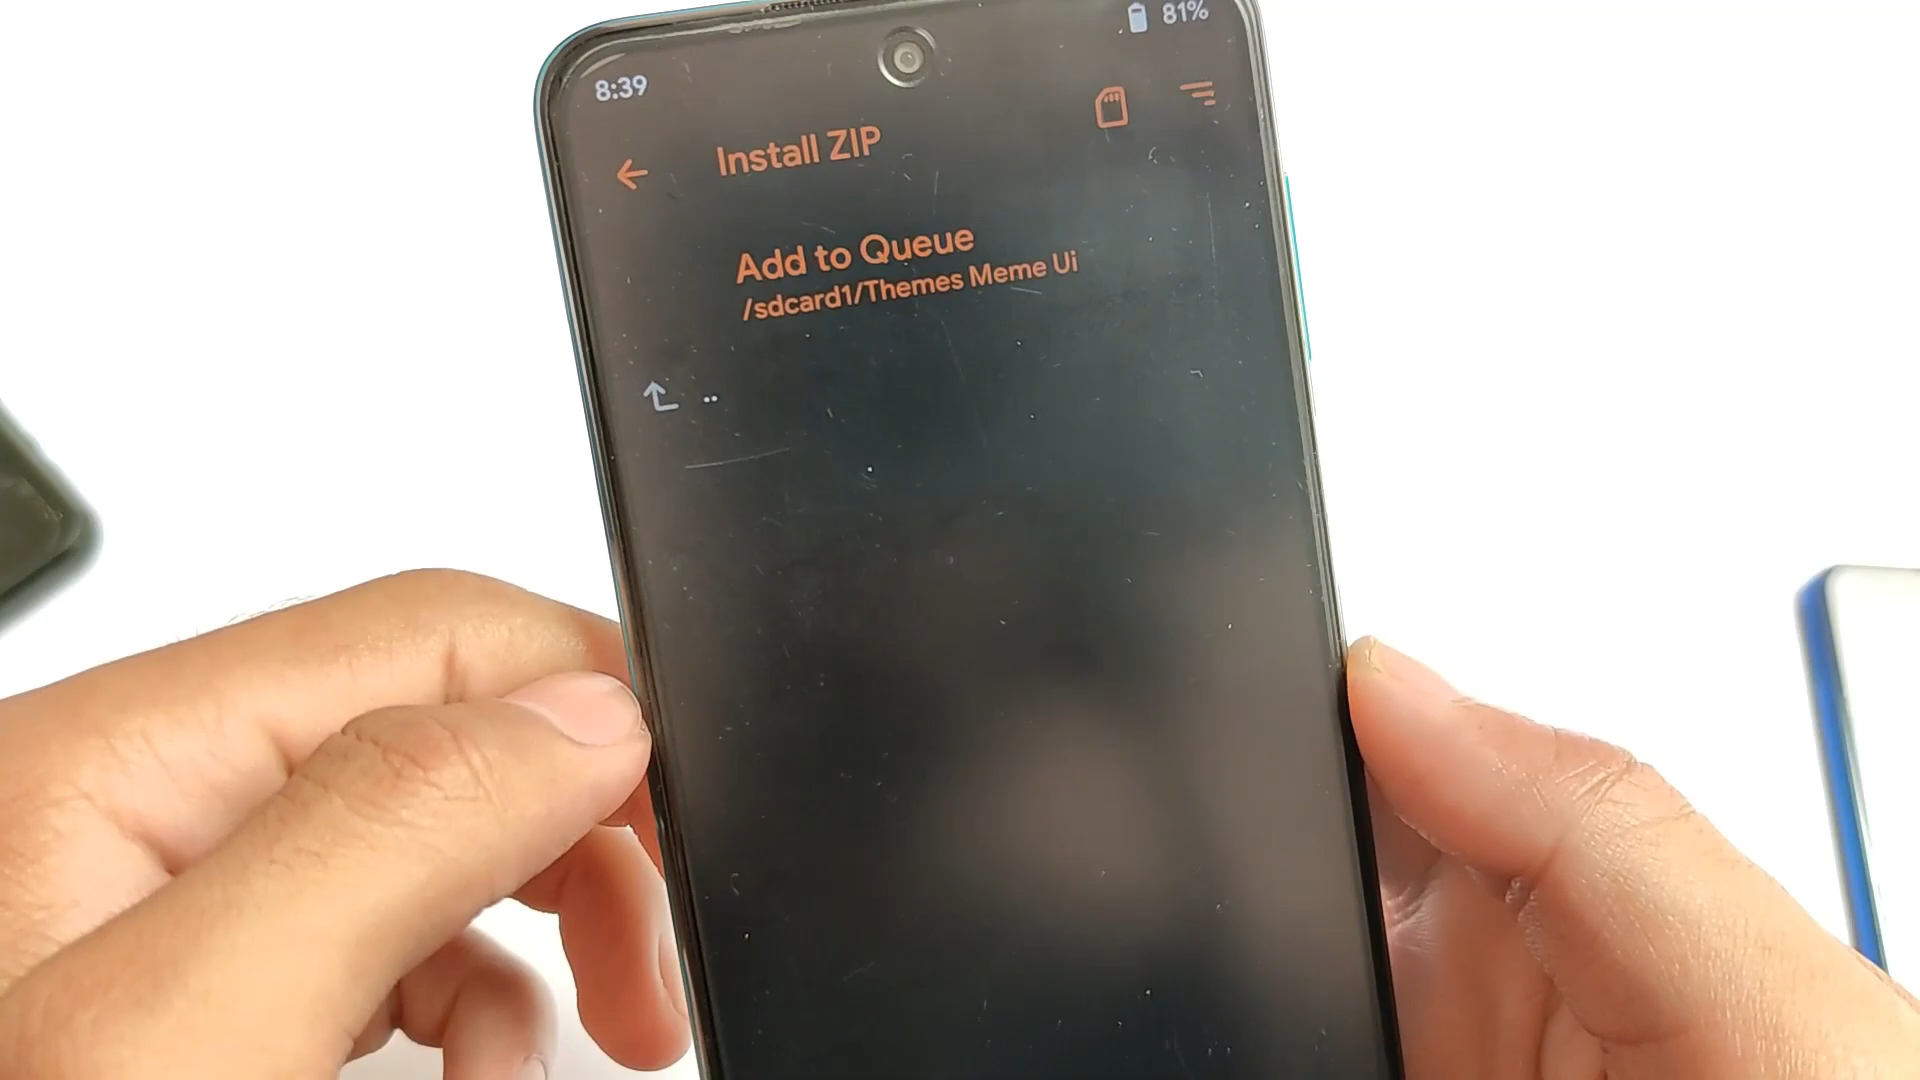 8:39
81%
Install ZIP
Add to Queue
/sdcard1/Themes Meme Ui
..